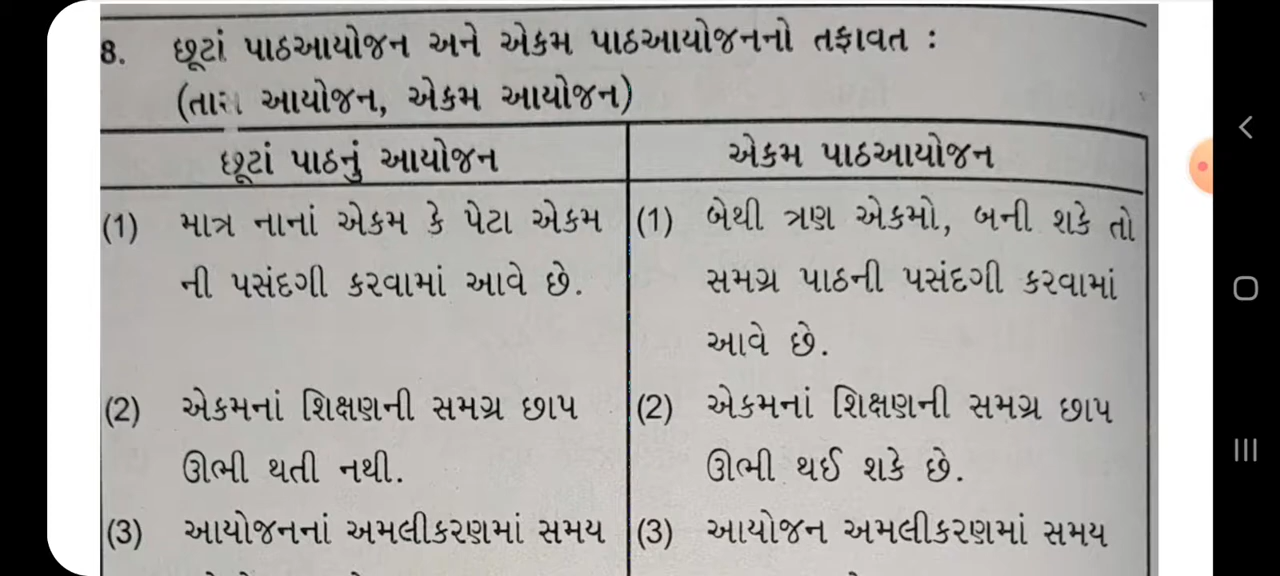 8. છૂટાં પાઠઆયોજન અને એકમ પાઠઆયોજનનો તફાવત :
(તાસ આયોજન, એકમ આયોજન)
છૂટાં પાઠનું આયોજન
એકમ પાઠઆયોજન
(1) માત્ર નાનાં એકમ કે પેટા એકમ
ની પસંદગી કરવામાં આવે છે.
(1) બેથી ત્રણ એકમો, બની શકે તો
સમગ્ર પાઠની પસંદગી કરવામાં
આવે છે.
(2) એકમનાં શિક્ષણની સમગ્ર છાપ
ઊભી થતી નથી.
(2) એકમનાં શિક્ષણની સમગ્ર છાપ
ઊભી થઈ શકે છે.
(3) આયોજનનાં અમલીકરણમાં સમય
(3) આયોજન અમલીકરણમાં સમય